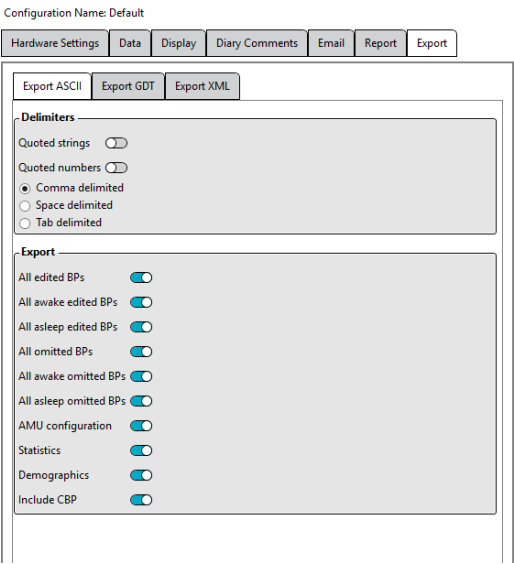 Configuration Name: Default
Hardware Settings Data Display Diary Comments Email Report Export
Export ASCII Export GDT Export XML
Delimiters
Quoted strings
Quoted numbers
Comma delimited
Space delimited
Tab delimited
Export
All edited BPs
All awake edited BPs
All asleep edited BPs
All omitted BPs
All awake omitted BPs
All asleep omitted BPs
AMU configuration
Statistics
Demographics
Include CBP